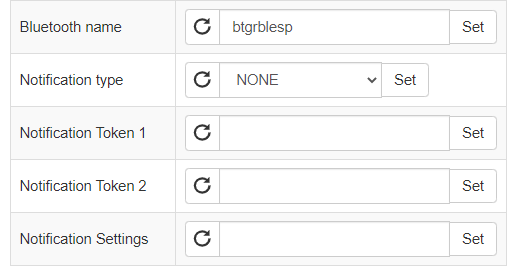 Bluetooth name btgrblesp Set
Notification type NONE Set
Notification Token 1 Set
Notification Token 2 Set
Notification Settings Set